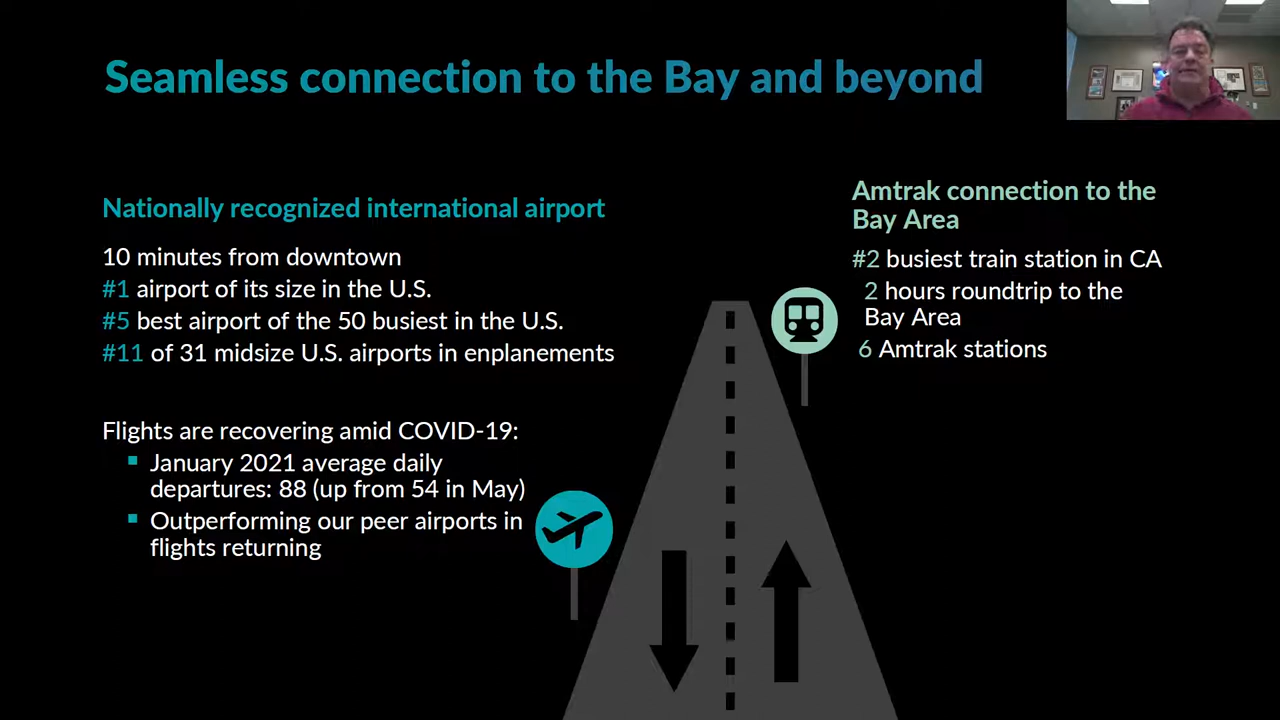 Seamless connection to the Bay and beyond
Nationally recognized international airport
10 minutes from downtown
#1 airport of its size in the U.S.
#5 best airport of the 50 busiest in the U.S.
#11 of 31 midsize U.S. airports in enplanements
Flights are recovering amid COVID-19:
January 2021 average daily
departures: 88 (up from 54 in May)
Outperforming our peer airports in
flights returning
Amtrak connection to the
Bay Area
#2 busiest train station in CA
2 hours roundtrip to the
Bay Area
6 Amtrak stations